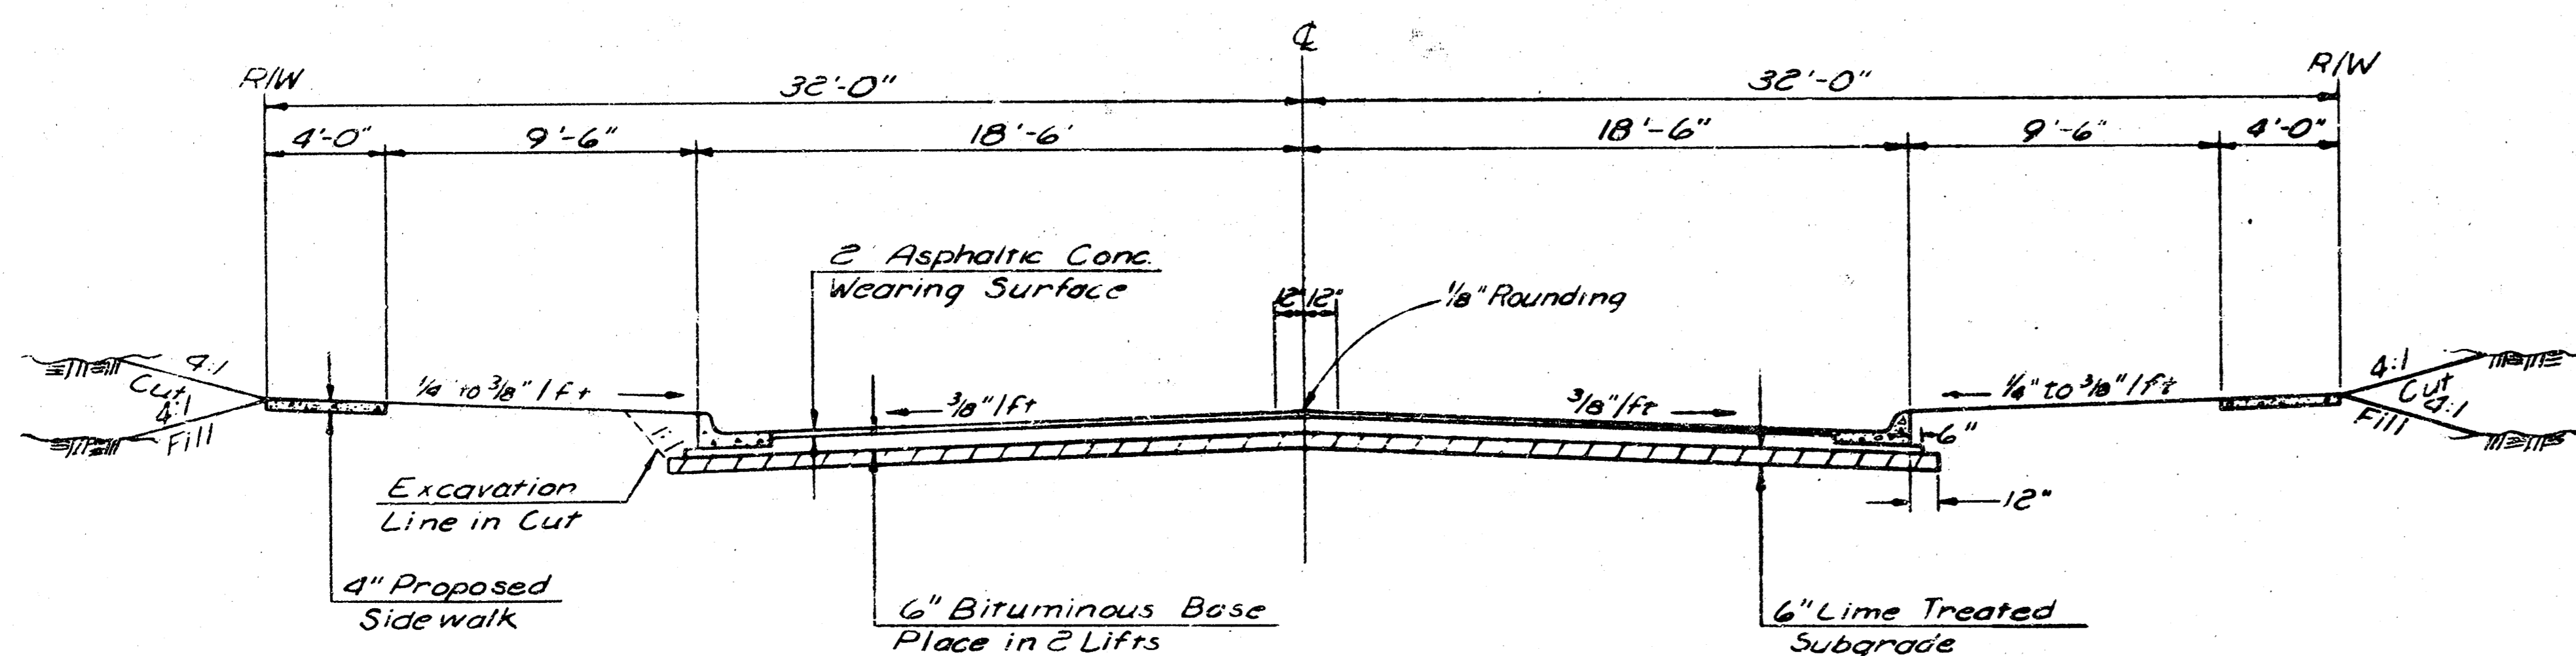 ℄
R/W
32'-0"
32'-0"
R/W
4'-0"
9'-6"
18'-6'
18'-6"
9'-6"
4'-0"
2" Asphaltic Conc.
Wearing Surface
12" 12"
1/8" Rounding
4:1
Cut
4:1
Fill
1/4" to 3/8" / ft
3/8" / ft
3/8" / ft
1/4" to 3/8" / ft
4:1
Cut
4:1
Fill
1:1
6"
12"
Excavation
Line in Cut
4" Proposed
Sidewalk
6" Bituminous Base
Place in 2 Lifts
6" Lime Treated
Subgrade